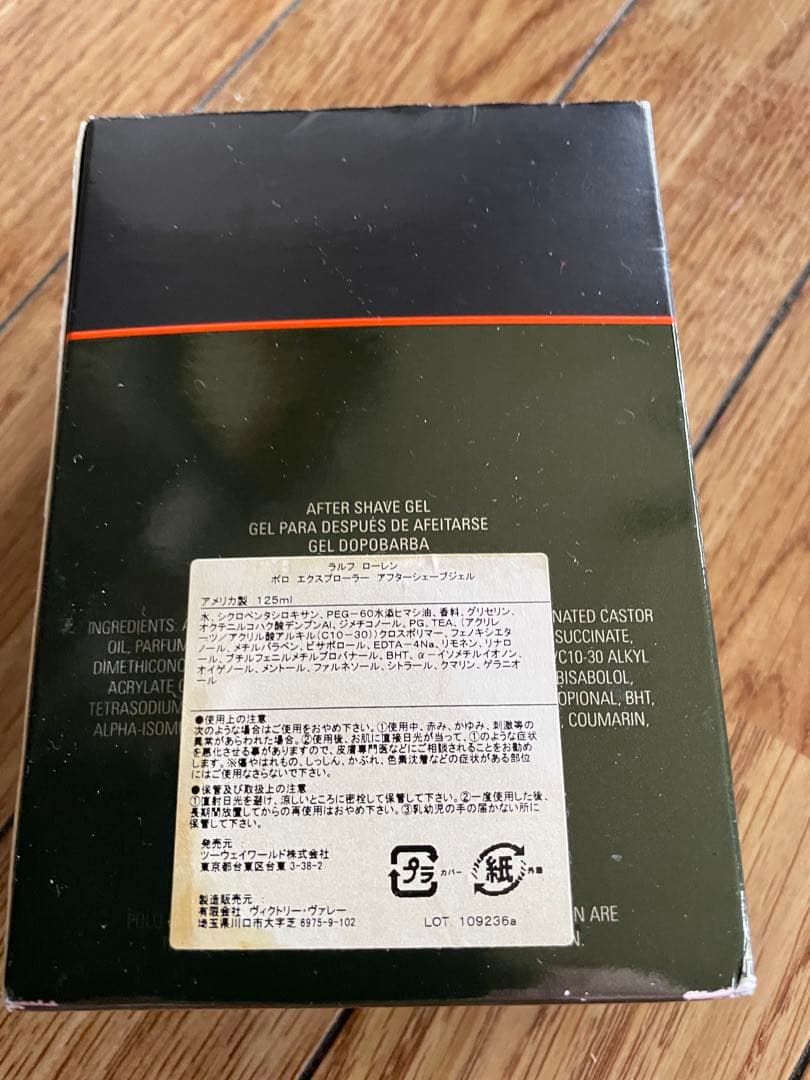 AFTER SHAVE GEL
GEL PARA DESPUÉS DE AFEITARSE
GEL DOPOBARBA
ラルフ ローレン
ポロ エクスプローラー アフターシェーブジェル
アメリカ製 125ml
水、シクロペンタシロキサン、PEG-60水添ヒマシ油、香料、グリセリン、
オクテニルコハク酸デンプンAl、ジメチコノール、PG、TEA、(アクリレ
ーツ/アクリル酸アルキル(C10-30))クロスポリマー、フェノキシエタ
ノール、メチルパラベン、ビサボロール、EDTA-4Na、リモネン、リナロ
ール、ブチルフェニルメチルプロパナール、BHT、α-イソメチルイオノン、
オイゲノール、メントール、ファルネソール、シトラール、クマリン、ゲラニオ
ール
INGREDIENTS:
NATED CASTOR
OIL, PARFUM
SUCCINATE,
DIMETHICONO
C10-30 ALKYL
ACRYLATE
BISABOLOL,
TETRASODIUM
OPIONAL, BHT,
ALPHA-ISOM
, COUMARIN,
●使用上の注意
次のような場合はご使用をおやめ下さい。①使用中、赤み、かゆみ、刺激等の
異常があらわれた場合。②使用後、お肌に直接日光が当って、①のような症状
を悪化させる事がありますので、皮膚専門医などにご相談されることをお勧め
します。※傷やはれもの、しっしん、かぶれ、色素沈着などの症状がある部位
にはご使用なさらないで下さい。
●保管及び取扱上の注意
①直射日光を避け、涼しいところに密栓して保管して下さい。②一度使用した後、
長期間放置してからの再使用はおやめ下さい。③乳幼児の手の届かない所に
保管して下さい。
発売元:
ツーウェイワールド株式会社
東京都台東区台東 3-38-2
プラ
カバー
紙
外箱
製造販売元:
有限会社 ヴィクトリー・ヴァレー
埼玉県川口市大字芝 6975-9-102
LOT. 109236a
POLO
N ARE
N.